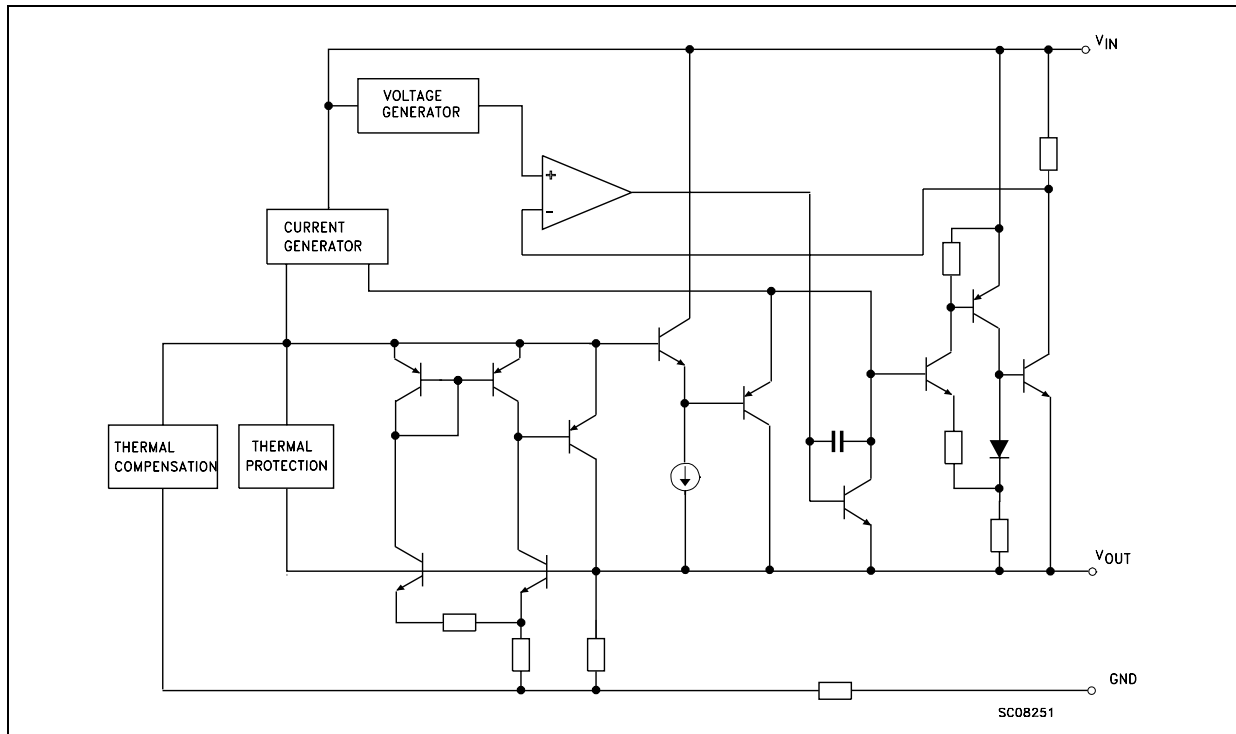 VIN
VOLTAGE
GENERATOR
+
-
CURRENT
GENERATOR
THERMAL
COMPENSATION
THERMAL
PROTECTION
VOUT
GND
SC08251